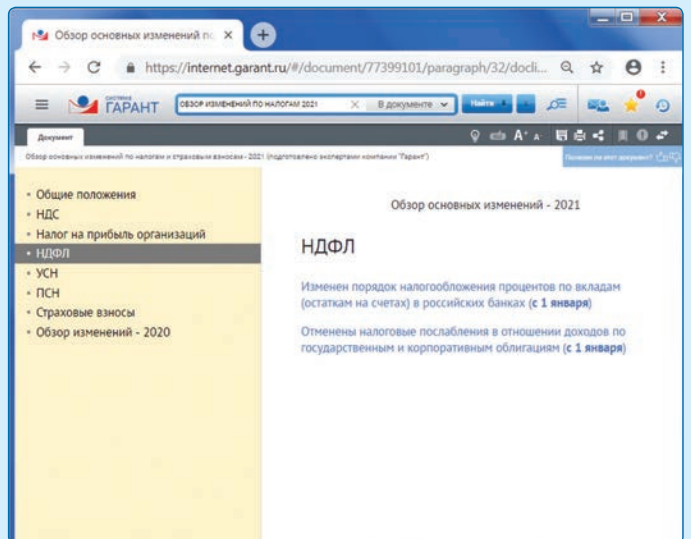 Обзор основных изменений по
https://internet.garant.ru/#/document/77399101/paragraph/32/docli...
СИСТЕМА
ГАРАНТ
ОБЗОР ИЗМЕНЕНИЙ ПО НАЛОГАМ 2021
В документе
Найти
Документ
Обзор основных изменений по налогам и страховым взносам - 2021 (подготовлено экспертами компании "Гарант")
Полезен ли этот документ?
• Общие положения
• НДС
• Налог на прибыль организаций
• НДФЛ
• УСН
• ПСН
• Страховые взносы
• Обзор изменений - 2020
Обзор основных изменений - 2021
НДФЛ
Изменен порядок налогообложения процентов по вкладам
(остаткам на счетах) в российских банках (с 1 января)
Отменены налоговые послабления в отношении доходов по
государственным и корпоративным облигациям (с 1 января)